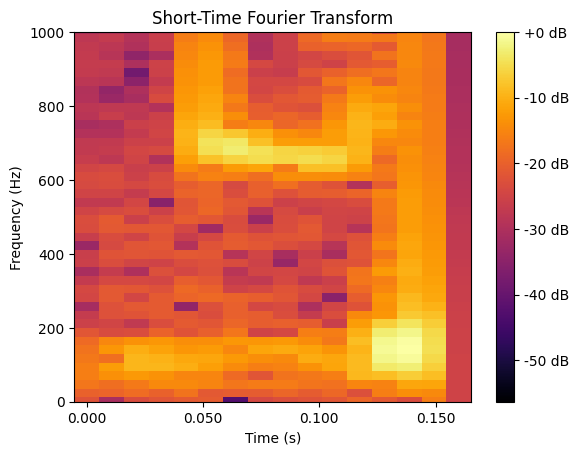 Short-Time Fourier Transform
Frequency (Hz)
1000
800
600
400
200
0
0.000
0.050
0.100
0.150
Time (s)
+0 dB
-10 dB
-20 dB
-30 dB
-40 dB
-50 dB